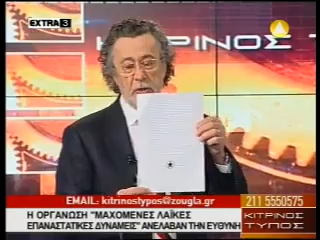 EXTRA 3
ΚΙΤΡΙΝΟΣ Τ
EMAIL: kitrinostypos@zougla.gr
211 5550575
Η ΟΡΓΑΝΩΣΗ "ΜΑΧΟΜΕΝΕΣ ΛΑΪΚΕΣ
ΕΠΑΝΑΣΤΑΤΙΚΕΣ ΔΥΝΑΜΕΙΣ" ΑΝΕΛΑΒΑΝ ΤΗΝ ΕΥΘΥΝΗ
ΚΙΤΡΙΝΟΣ
ΤΥΠΟΣ